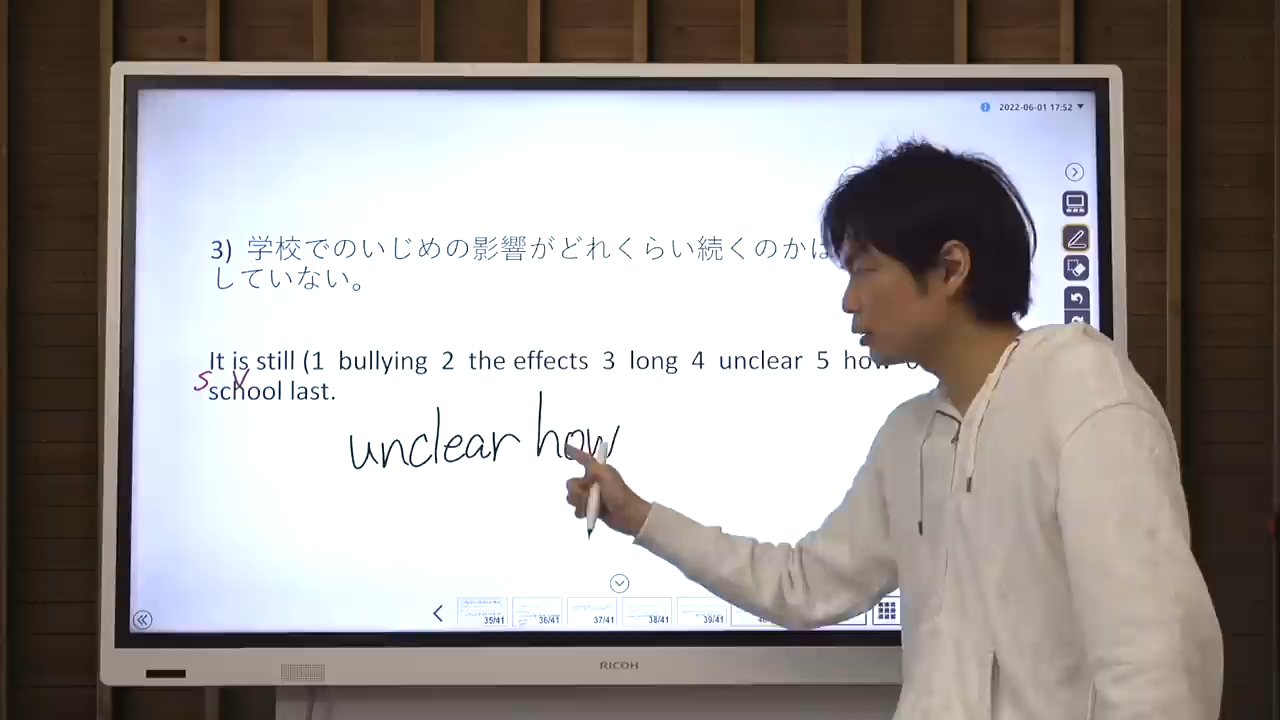 2022-06-01 17:52
3) 学校でのいじめの影響がどれくらい続くのかは
していない。
It is still (1 bullying 2 the effects 3 long 4 unclear 5 how
S V
school last.
unclear how
35/41 36/41 37/41 38/41 39/41
RICOH